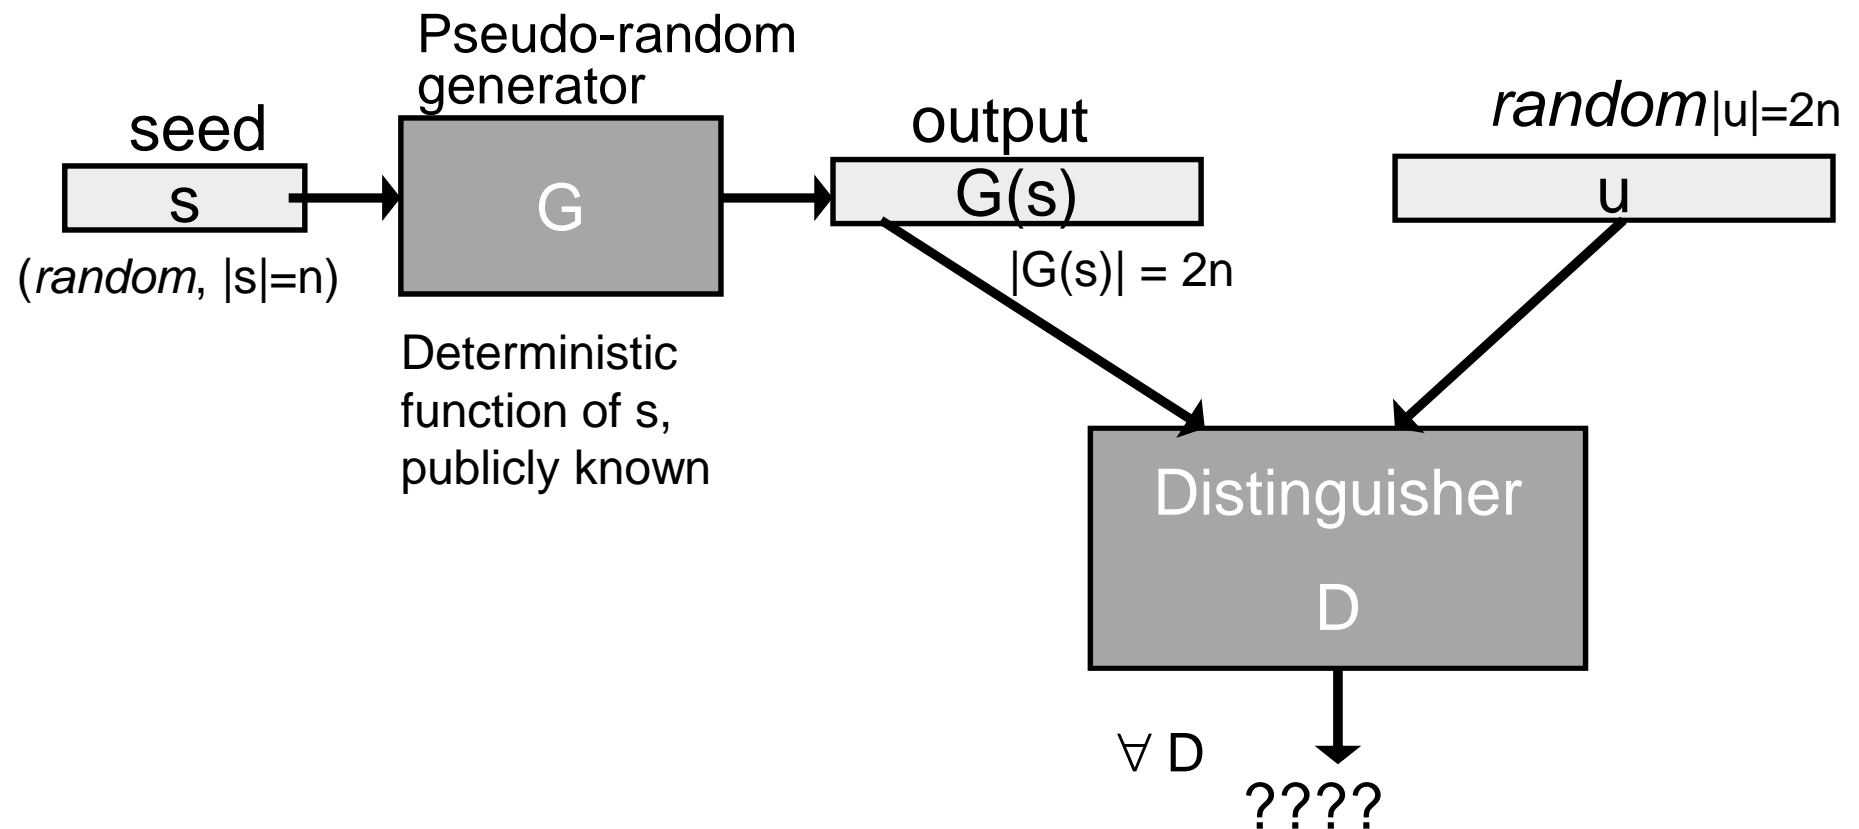 Pseudo-random
generator
seed
s
(random, |s|=n)
G
Deterministic
function of s,
publicly known
output
G(s)
|G(s)| = 2n
random|u|=2n
u
Distinguisher
D
∀ D
????